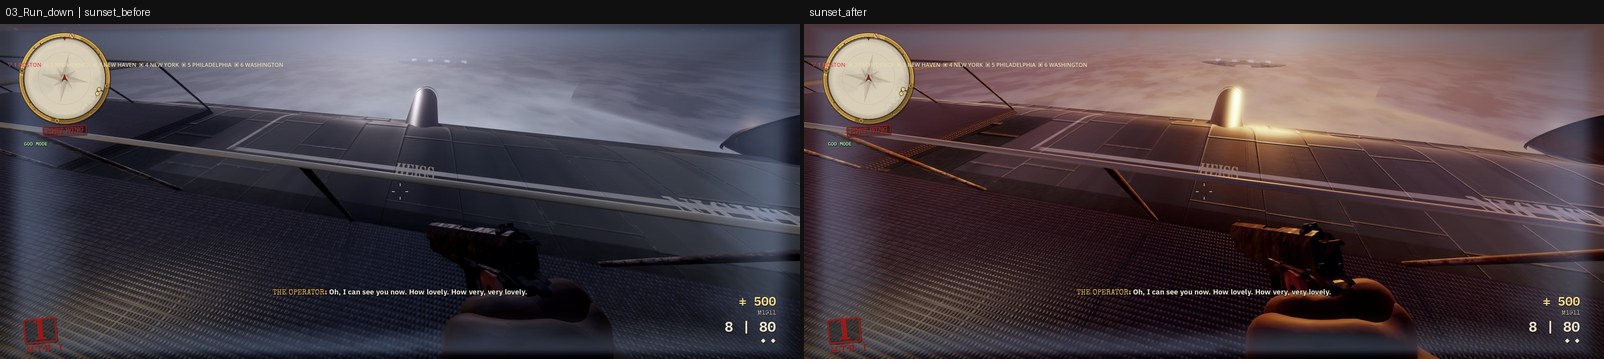 03_Run_down | sunset_before
sunset_after
NEW HAVEN ※ 4 NEW YORK ※ 5 PHILADELPHIA ※ 6 WASHINGTON
NEW HAVEN ※ 4 NEW YORK ※ 5 PHILADELPHIA ※ 6 WASHINGTON
GOD MODE
GOD MODE
HEISS
HEISS
THE OPERATOR: Oh, I can see you now. How lovely. How very, very lovely.
THE OPERATOR: Oh, I can see you now. How lovely. How very, very lovely.
500
500
M1911
M1911
8 | 80
8 | 80